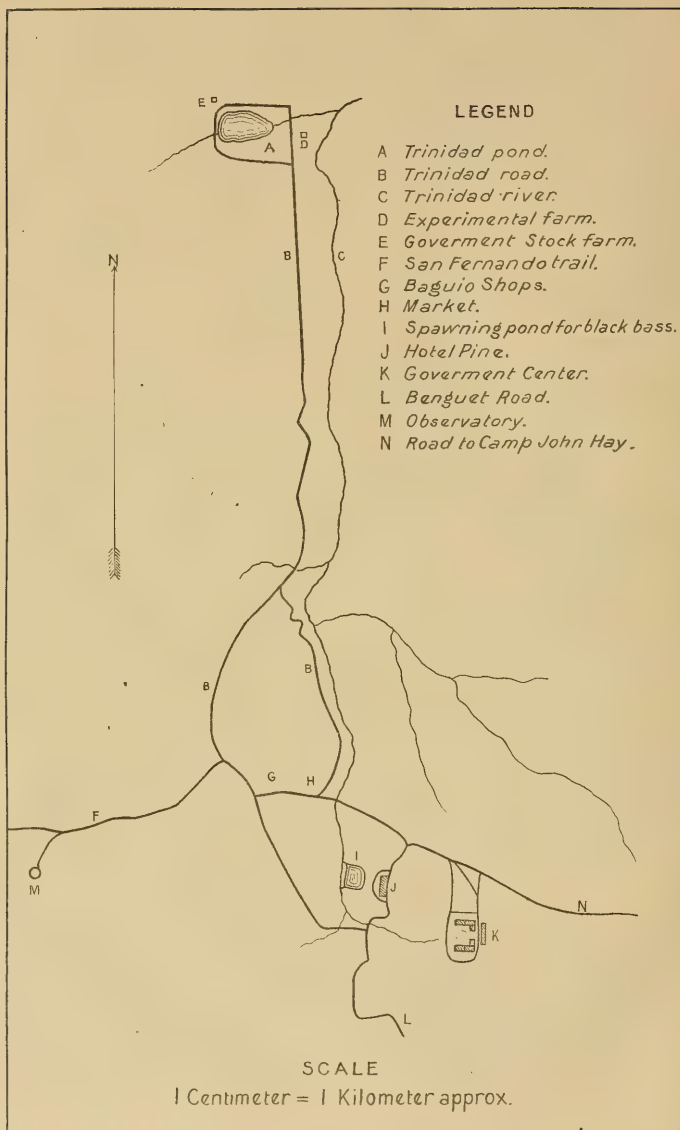 LEGEND
A Trinidad pond.
B Trinidad road.
C Trinidad river.
D Experimental farm.
E Goverment Stock farm.
F San Fernando trail.
G Baguio Shops.
H Market.
I Spawning pond for black bass.
J Hotel Pine.
K Goverment Center.
L Benguet Road.
M Observatory.
N Road to Camp John Hay.
E
D
A
N
B
C
B
B
G
H
F
I
M
J
N
K
L
SCALE
1 Centimeter = 1 Kilometer approx.